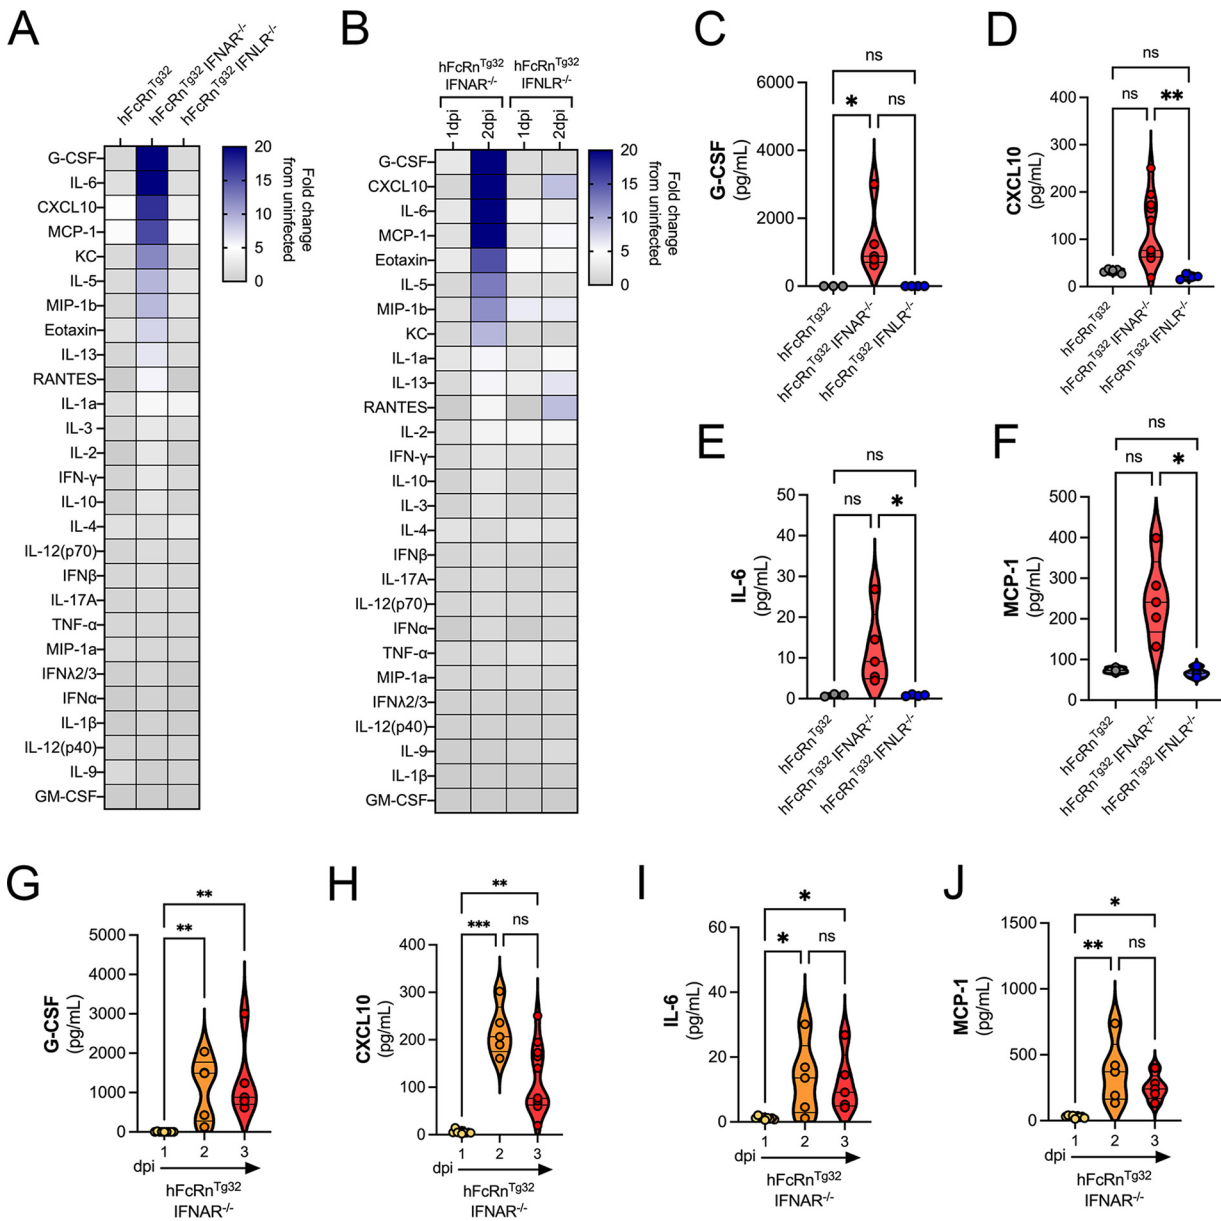 A
hFcRnTg32
hFcRnTg32 IFNAR-/-
hFcRnTg32 IFNLR-/-
G-CSF
IL-6
CXCL10
MCP-1
KC
IL-5
MIP-1b
Eotaxin
IL-13
RANTES
IL-1a
IL-3
IL-2
IFN-γ
IL-10
IL-4
IL-12(p70)
IFNβ
IL-17A
TNF-α
MIP-1a
IFNλ2/3
IFNα
IL-1β
IL-12(p40)
IL-9
GM-CSF
20
15
10
5
0
Fold change
from uninfected
B
hFcRnTg32
IFNAR-/-
hFcRnTg32
IFNLR-/-
1dpi
2dpi
1dpi
2dpi
G-CSF
CXCL10
IL-6
MCP-1
Eotaxin
IL-5
MIP-1b
KC
IL-1a
IL-13
RANTES
IL-2
IFN-γ
IL-10
IL-3
IL-4
IFNβ
IL-17A
IL-12(p70)
IFNα
TNF-α
MIP-1a
IFNλ2/3
IL-12(p40)
IL-9
IL-1β
GM-CSF
20
15
10
5
0
Fold change
from uninfected
C
ns
* ns
G-CSF
(pg/mL)
6000
4000
2000
0
hFcRnTg32
hFcRnTg32 IFNAR-/-
hFcRnTg32 IFNLR-/-
D
ns
ns **
CXCL10
(pg/mL)
400
300
200
100
0
hFcRnTg32
hFcRnTg32 IFNAR-/-
hFcRnTg32 IFNLR-/-
E
ns
ns *
IL-6
(pg/mL)
50
40
30
20
10
0
hFcRnTg32
hFcRnTg32 IFNAR-/-
hFcRnTg32 IFNLR-/-
F
ns
ns *
MCP-1
(pg/mL)
500
400
300
200
100
0
hFcRnTg32
hFcRnTg32 IFNAR-/-
hFcRnTg32 IFNLR-/-
G
**
**
G-CSF
(pg/mL)
5000
4000
3000
2000
1000
0
1 2 3
dpi
hFcRnTg32
IFNAR-/-
H
**
*** ns
CXCL10
(pg/mL)
400
300
200
100
0
1 2 3
dpi
hFcRnTg32
IFNAR-/-
I
*
* ns
IL-6
(pg/mL)
60
40
20
0
1 2 3
dpi
hFcRnTg32
IFNAR-/-
J
*
** ns
MCP-1
(pg/mL)
1500
1000
500
0
1 2 3
dpi
hFcRnTg32
IFNAR-/-